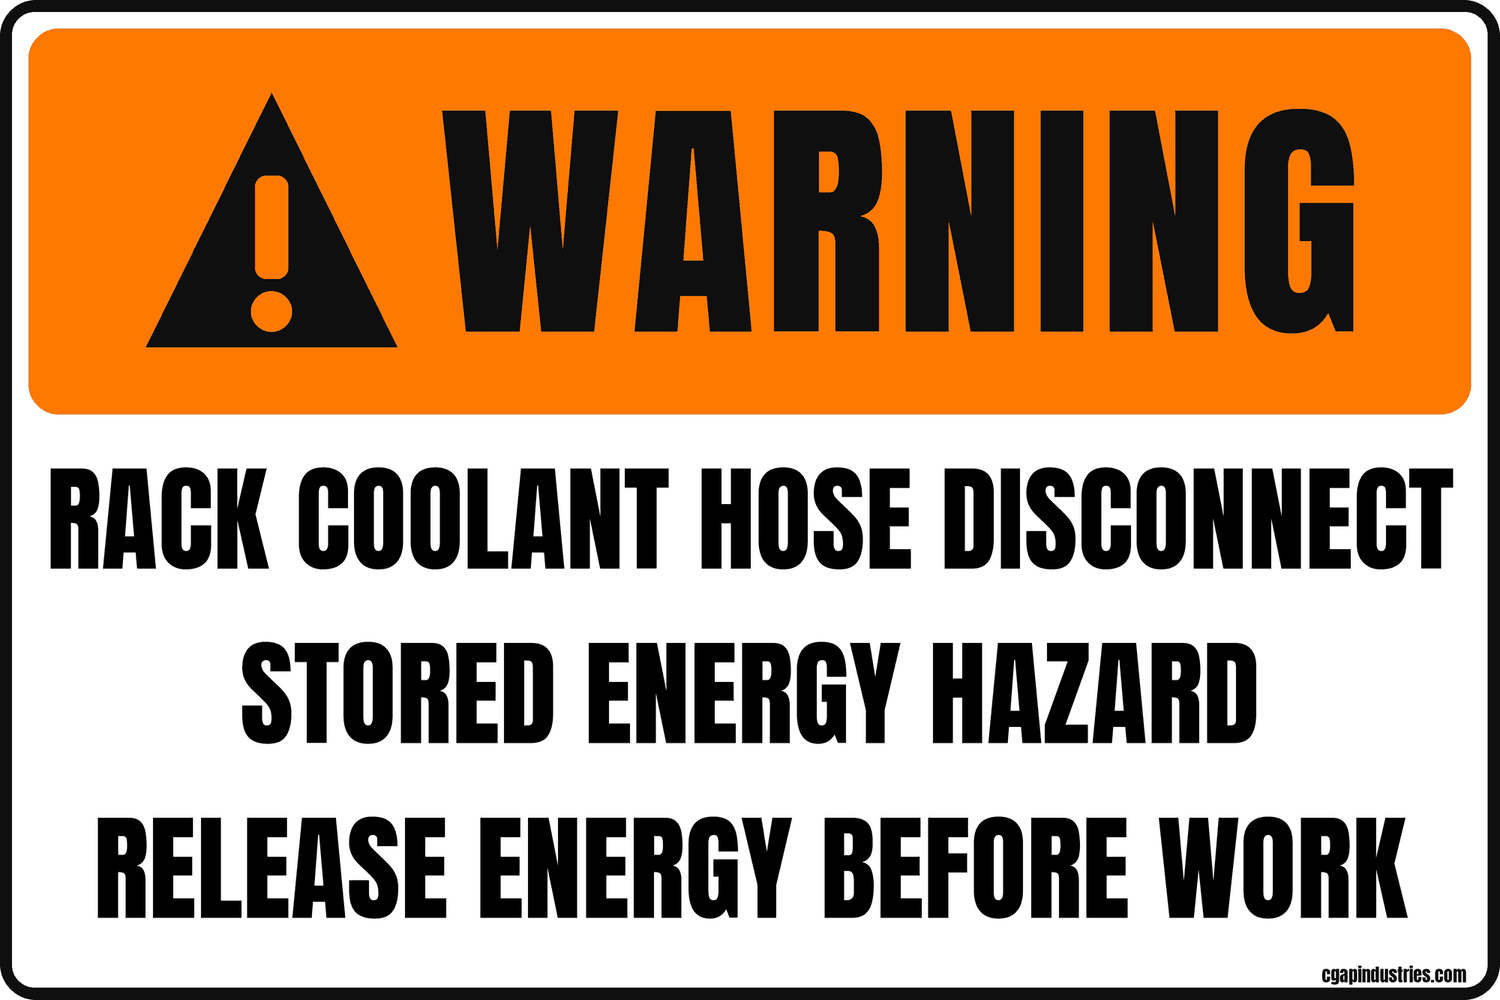 WARNING
RACK COOLANT HOSE DISCONNECT
STORED ENERGY HAZARD
RELEASE ENERGY BEFORE WORK
cgapindustries.com